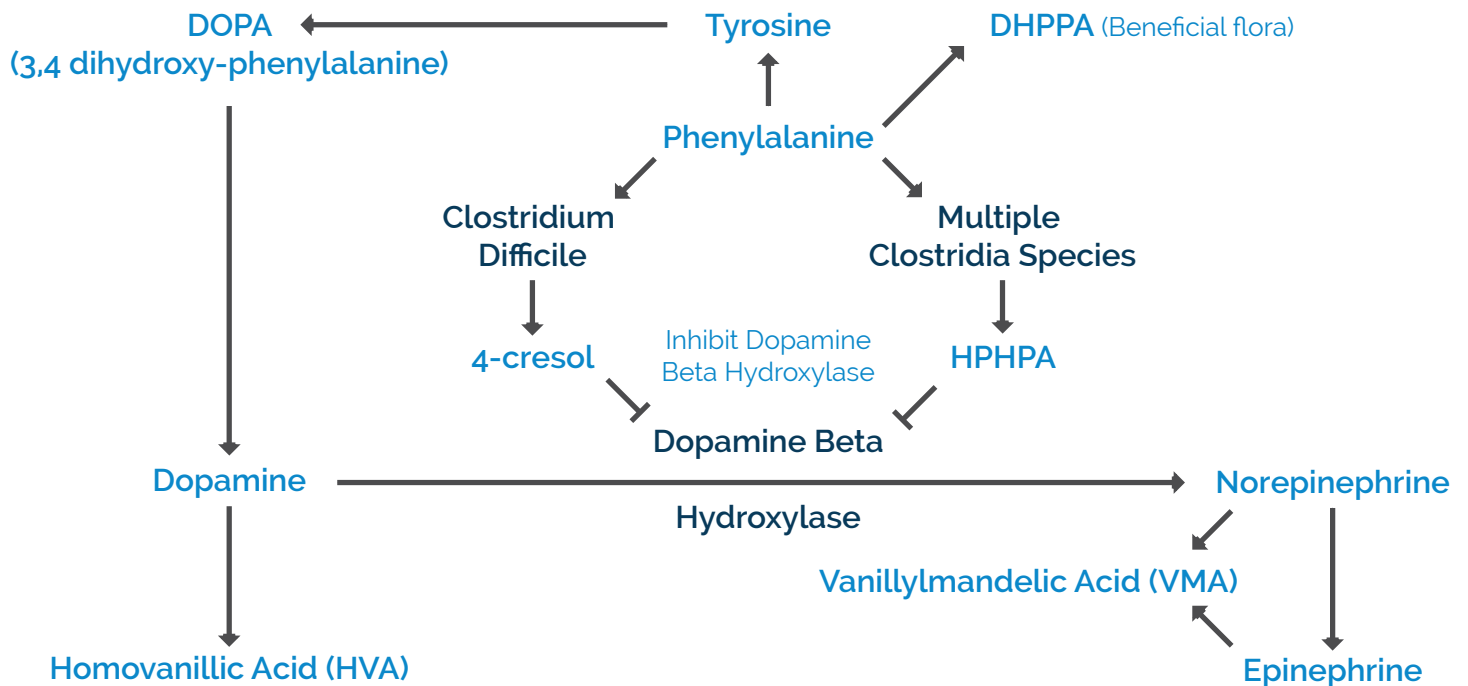 DOPA
(3,4 dihydroxy-phenylalanine)
Tyrosine
DHPPA (Beneficial flora)
Phenylalanine
Clostridium
Difficile
Multiple
Clostridia Species
4-cresol
Inhibit Dopamine
Beta Hydroxylase
HPHPA
Dopamine Beta
Dopamine
Norepinephrine
Hydroxylase
Vanillylmandelic Acid (VMA)
Homovanillic Acid (HVA)
Epinephrine